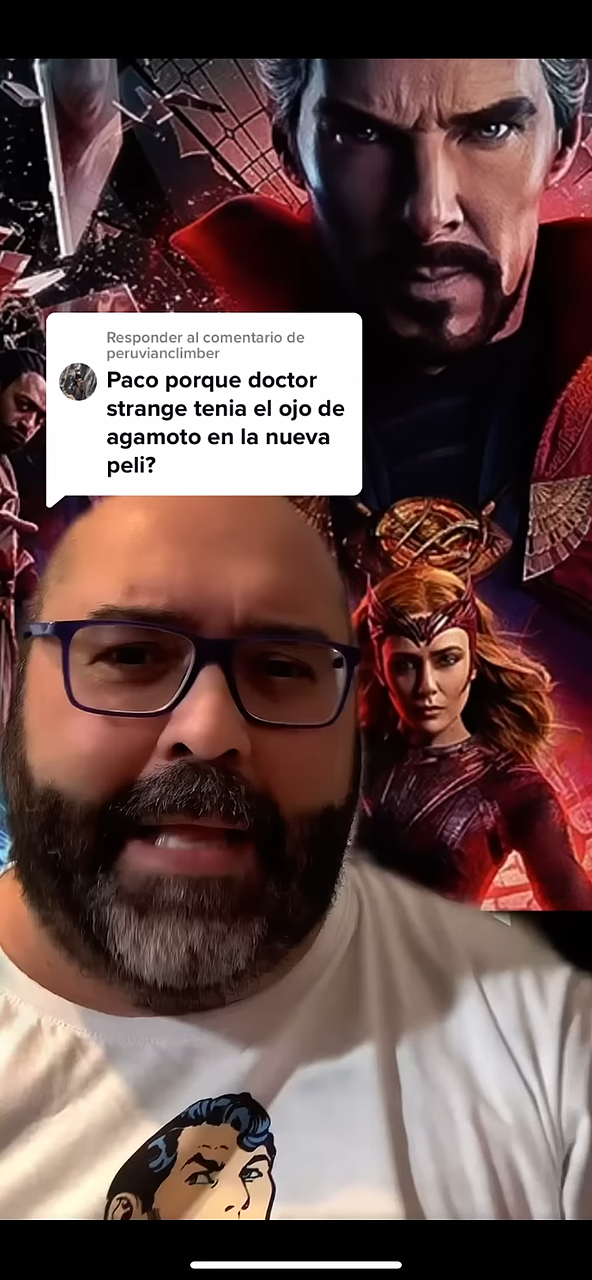 Responder al comentario de
peruvianclimber
Paco porque doctor
strange tenia el ojo de
agamoto en la nueva
peli?